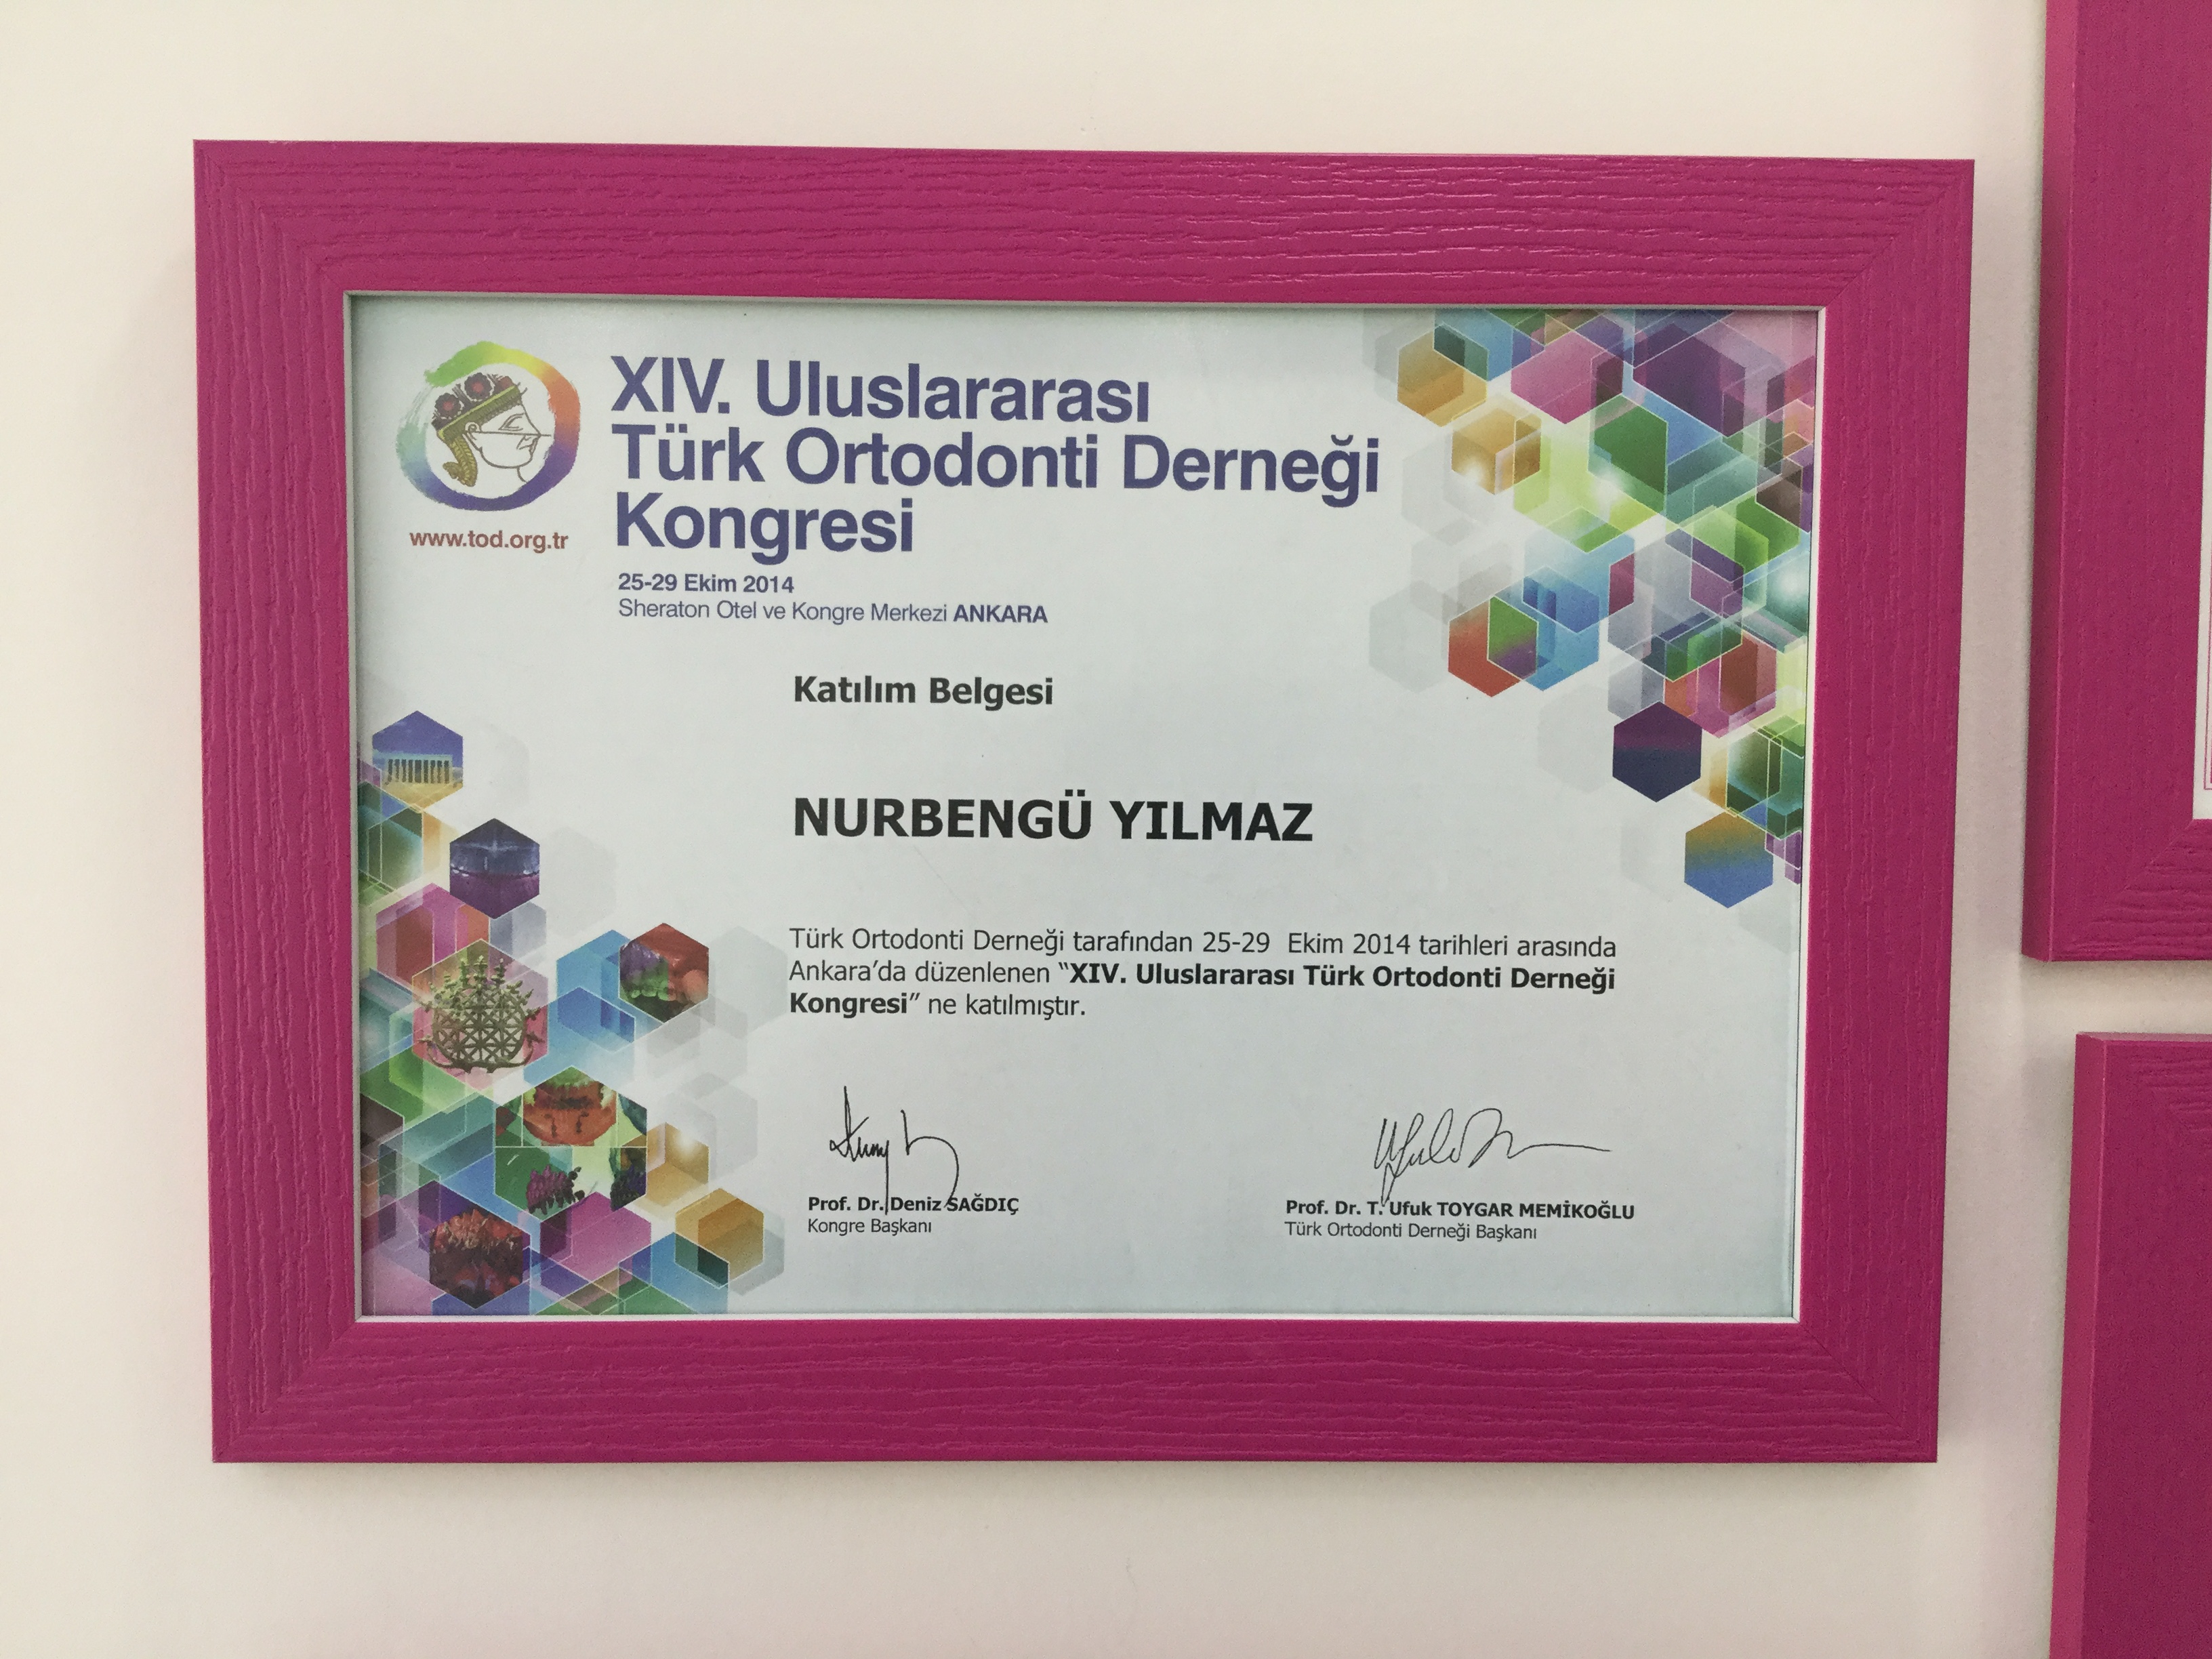 XIV. Uluslararası
Türk Ortodonti Derneği
Kongresi
www.tod.org.tr
25-29 Ekim 2014
Sheraton Otel ve Kongre Merkezi ANKARA
Katılım Belgesi
NURBENGÜ YILMAZ
Türk Ortodonti Derneği tarafından 25-29 Ekim 2014 tarihleri arasında
Ankara’da düzenlenen “XIV. Uluslararası Türk Ortodonti Derneği
Kongresi” ne katılmıştır.
Prof. Dr. Deniz SAĞDIÇ
Kongre Başkanı
Prof. Dr. T. Ufuk TOYGAR MEMİKOĞLU
Türk Ortodonti Derneği Başkanı